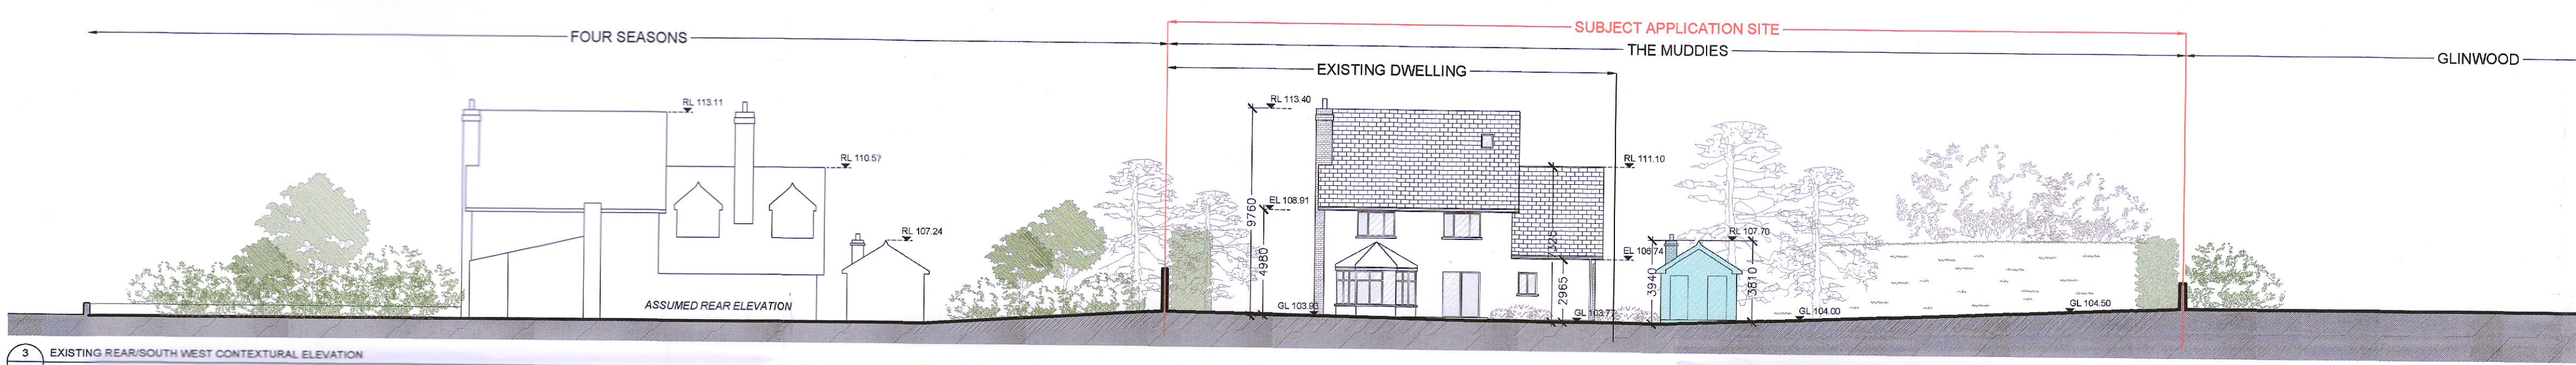 SUBJECT APPLICATION SITE
FOUR SEASONS
THE MUDDIES
GLINWOOD
EXISTING DWELLING
RL 113.11
RL 113.40
RL 110.57
RL 111.10
EL 108.91
9760
4980
RL 107.24
RL 107.70
7325
EL 106.74
2965
3940
3810
ASSUMED REAR ELEVATION
GL 103.93
GL 103.77
GL 104.00
GL 104.50
3 EXISTING REAR/SOUTH WEST CONTEXTURAL ELEVATION